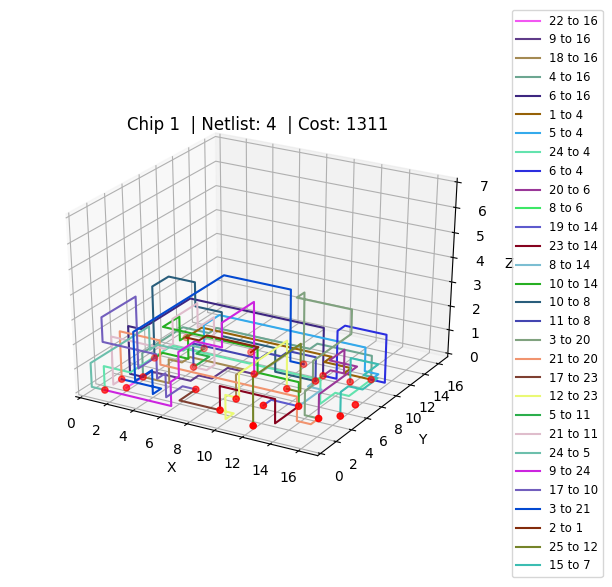 Chip 1 | Netlist: 4 | Cost: 1311
22 to 16
9 to 16
18 to 16
4 to 16
6 to 16
1 to 4
5 to 4
24 to 4
6 to 4
20 to 6
8 to 6
19 to 14
23 to 14
8 to 14
10 to 14
10 to 8
11 to 8
3 to 20
21 to 20
17 to 23
12 to 23
5 to 11
21 to 11
24 to 5
9 to 24
17 to 10
3 to 21
2 to 1
25 to 12
15 to 7
Z
7
6
5
4
3
2
1
0
X
0 2 4 6 8 10 12 14 16
Y
0 2 4 6 8 10 12 14 16